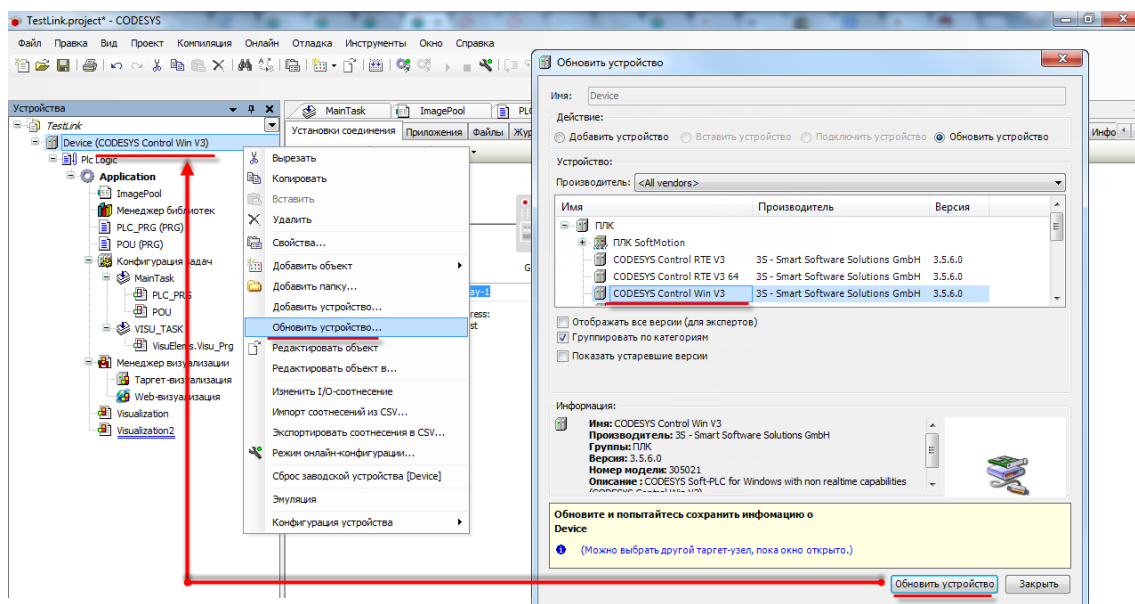 TestLink.project* - CODESYS
Файл Правка Вид Проект Компиляция Онлайн Отладка Инструменты Окно Справка
Устройства
TestLink
Device (CODESYS Control Win V3)
Plc Logic
Application
ImagePool
Менеджер библиотек
PLC_PRG (PRG)
POU (PRG)
Конфигурация задач
MainTask
PLC_PRG
POU
VISU_TASK
VisuElems.Visu_Prg
Менеджер визуализации
Таргет-визуализация
Web-визуализация
Visualization
Visualization2
MainTask ImagePool
Установки соединения Приложения Файлы
Вырезать
Копировать
Вставить
Удалить
Свойства...
Добавить объект
Добавить папку...
Добавить устройство...
Обновить устройство...
Редактировать объект
Редактировать объект в...
Изменить I/O-соотнесение
Импорт соотнесений из CSV...
Экспортировать соотнесения в CSV...
Режим онлайн-конфигурации...
Сброс заводской устройства [Device]
Эмуляция
Конфигурация устройства
ay-1
ress:
st
Обновить устройство
Имя: Device
Действие:
Добавить устройство Вставить устройство Подключить устройство Обновить устройство
Устройство:
Производитель: <All vendors>
Имя Производитель Версия
ПЛК
ПЛК SoftMotion
CODESYS Control RTE V3 3S - Smart Software Solutions GmbH 3.5.6.0
CODESYS Control RTE V3 64 3S - Smart Software Solutions GmbH 3.5.6.0
CODESYS Control Win V3 3S - Smart Software Solutions GmbH 3.5.6.0
Отображать все версии (для экспертов)
Группировать по категориям
Показать устаревшие версии
Информация:
Имя: CODESYS Control Win V3
Производитель: 3S - Smart Software Solutions GmbH
Группы: ПЛК
Версия: 3.5.6.0
Номер модели: 305021
Описание : CODESYS Soft-PLC for Windows with non realtime capabilities
Обновите и попытайтесь сохранить инфомацию о
Device
(Можно выбрать другой таргет-узел, пока окно открыто.)
Обновить устройство Закрыть
Инфо